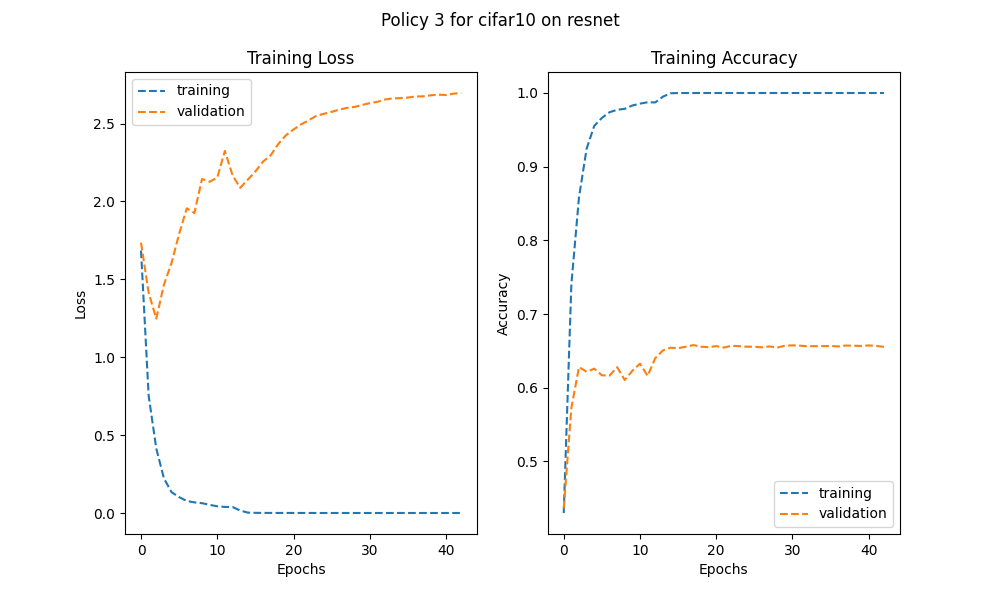 Policy 3 for cifar10 on resnet
Training Loss
training
validation
2.5
2.0
1.5
1.0
0.5
0.0
Loss
0 10 20 30 40
Epochs
Training Accuracy
1.0
0.9
0.8
0.7
0.6
0.5
Accuracy
training
validation
0 10 20 30 40
Epochs